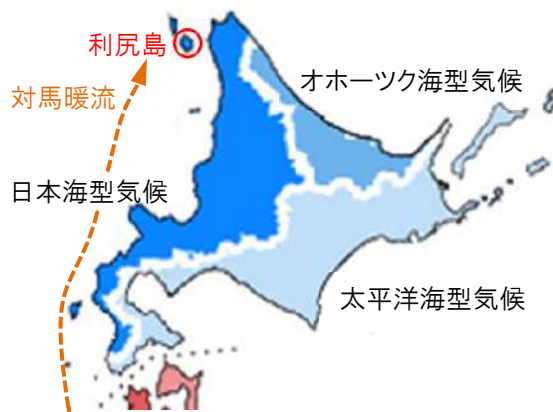 利尻島
オホーツク海型気候
対馬暖流
日本海型気候
太平洋海型気候